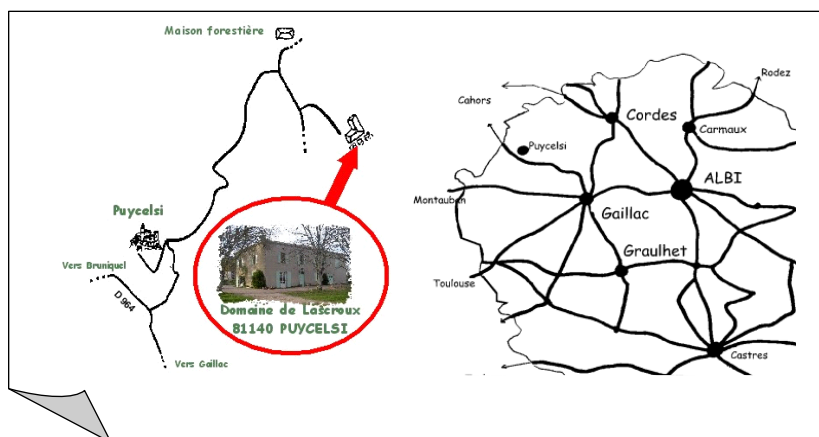 Maison forestière
Puycelsi
Vers Bruniquel
D 964
Vers Gaillac
Domaine de Lascroux
81140 PUYCELSI
Rodez
Cahors
Cordes
Carmaux
Puycelsi
ALBI
Montauban
Gaillac
Graulhet
Toulouse
Castres